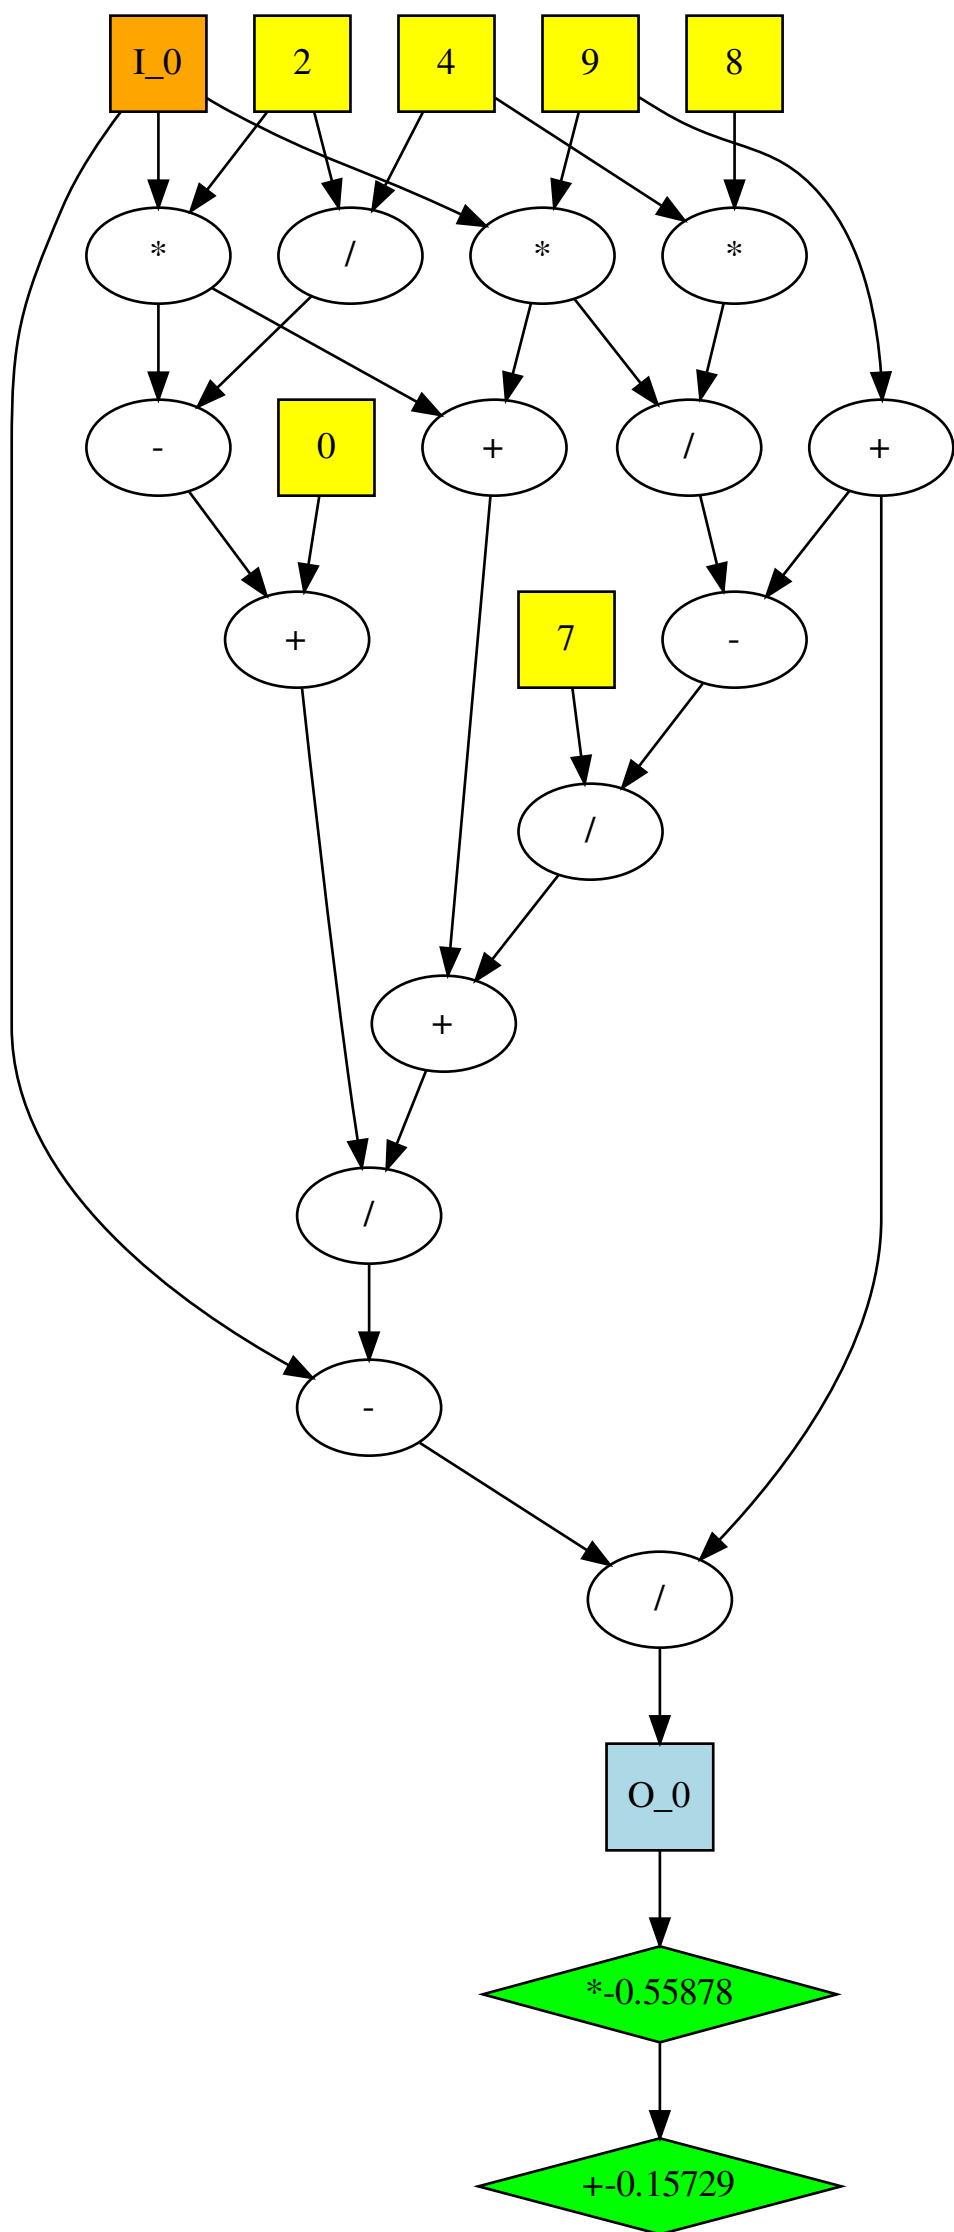 I_0 2 4 9 8
* / * *
- 0 + / +
+ 7 -
/
+
/
-
/
O_0
*-0.55878
+-0.15729